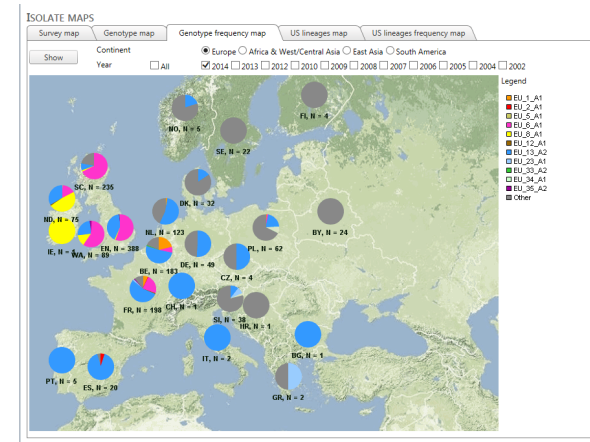 ISOLATE MAPS
Survey map Genotype map Genotype frequency map US lineages map US lineages frequency map
Show Continent Europe Africa & West/Central Asia East Asia South America
Year All 2014 2013 2012 2010 2009 2008 2007 2006 2005 2004 2002
Legend
EU_1_A1
EU_2_A1
EU_5_A1
EU_6_A1
EU_8_A1
EU_12_A1
EU_13_A2
EU_23_A1
EU_33_A2
EU_34_A1
EU_35_A2
Other
FI, N = 4
NO, N = 5
SE, N = 22
SC, N = 235
DK, N = 32
ND, N = 75
NL, N = 123
BY, N = 24
EN, N = 388
PL, N = 62
IE, N =
WA, N = 89
DE, N = 49
BE, N = 183
CZ, N = 4
FR, N = 198
CH, N = 1
SI, N = 38
HR, N = 1
IT, N = 2
BG, N = 1
PT, N = 5
ES, N = 20
GR, N = 2